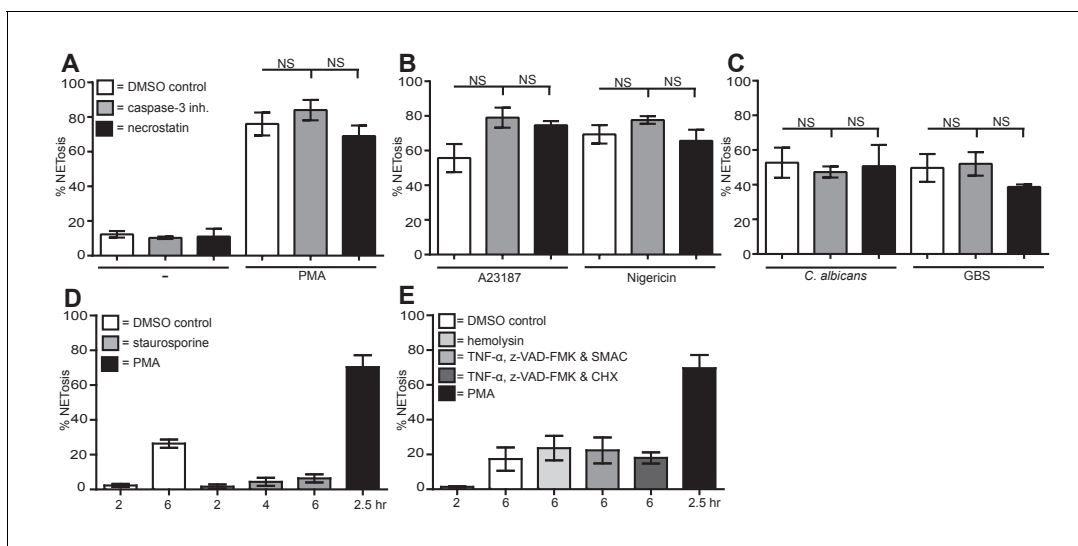 A
NS NS
100
80
60
40
20
0
% NETosis
= DMSO control
= caspase-3 inh.
= necrostatin
– PMA
B
NS NS NS NS
100
80
60
40
20
0
% NETosis
A23187 Nigericin
C
NS NS NS NS
100
80
60
40
20
0
% NETosis
C. albicans GBS
D
100
80
60
40
20
0
% NETosis
= DMSO control
= staurosporine
= PMA
2 6 2 4 6 2.5 hr
E
100
80
60
40
20
0
% NETosis
= DMSO control
= hemolysin
= TNF-α, z-VAD-FMK & SMAC
= TNF-α, z-VAD-FMK & CHX
= PMA
2 6 6 6 6 2.5 hr